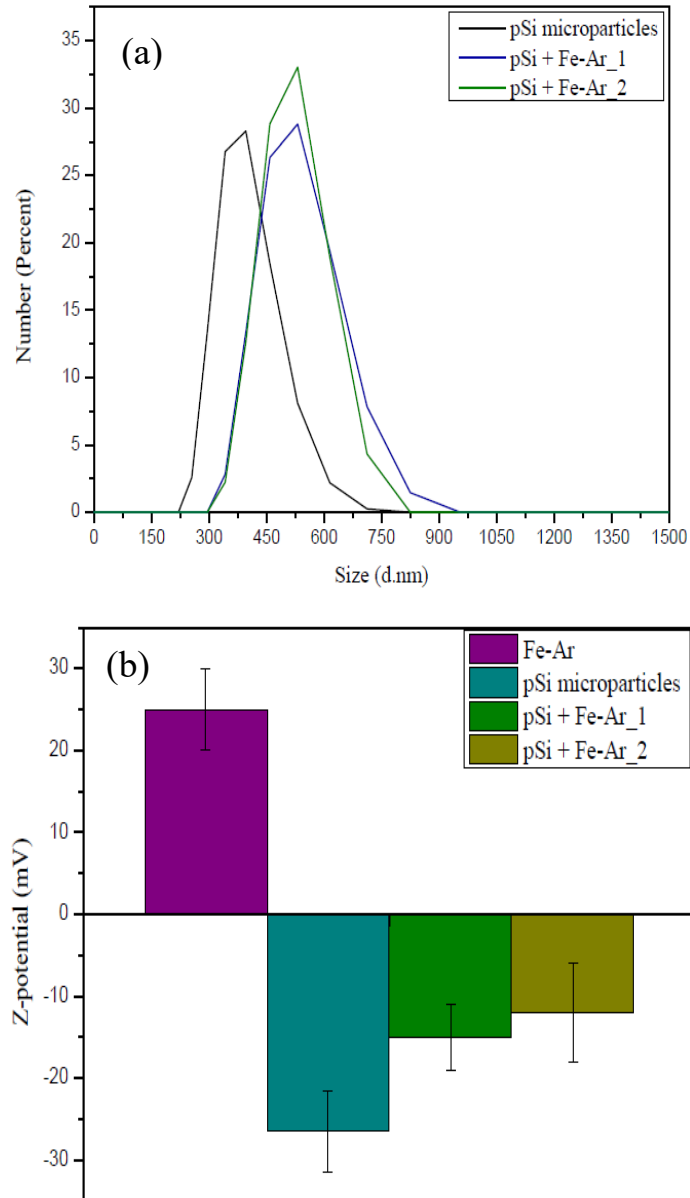 (a)
pSi microparticles
pSi + Fe-Ar_1
pSi + Fe-Ar_2
35
30
25
20
15
10
5
0
Number (Percent)
0 150 300 450 600 750 900 1050 1200 1350 1500
Size (d.nm)
(b)
Fe-Ar
pSi microparticles
pSi + Fe-Ar_1
pSi + Fe-Ar_2
30
20
10
0
-10
-20
-30
Z-potential (mV)